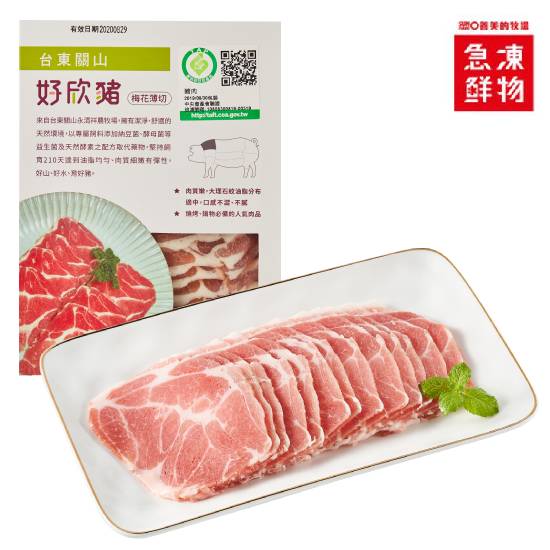 有效日期20200829
台東關山
好欣豬 梅花薄切
來自台東關山永清祥農牧場,擁有潔淨、舒適的
天然環境,以專屬飼料添加納豆菌、酵母菌等
益生菌及天然酵素之配方取代藥物,堅持飼
育210天達到油脂均勻、肉質細嫩有彈性。
好山、好水、育好豬。
TAP
豬肉
http://taft.coa.gov.tw
★ 肉質嫩,大理石紋油脂分布
適中,口感不澀、不膩
★ 燒烤、鍋物必備的人氣肉品
善美的牧場
急凍
鮮物